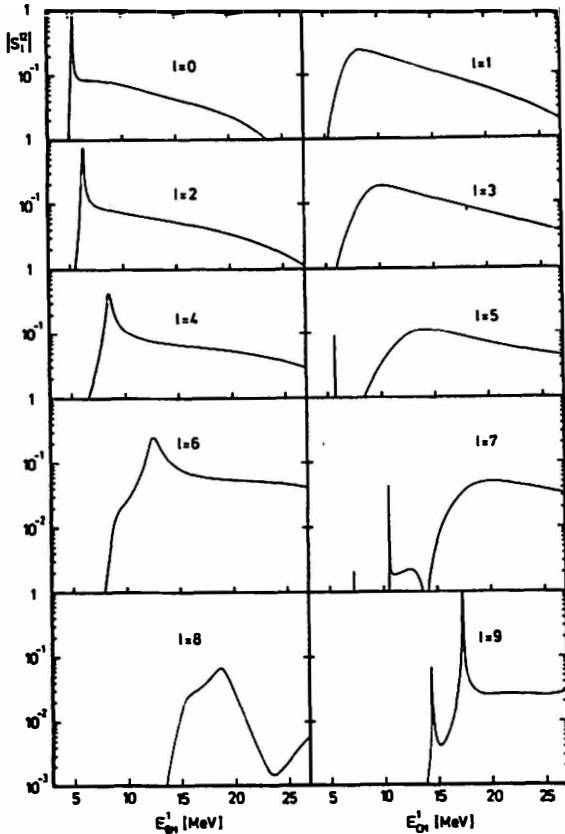 1
|S_l^{12}|
10^{-1}
1
l=0
l=1
10^{-1}
1
l=2
l=3
10^{-1}
1
l=4
l=5
10^{-1}
10^{-2}
1
l=6
l=7
10^{-1}
10^{-2}
10^{-3}
l=8
l=9
5 10 15 20 25 5 10 15 20 25
[MeV] [MeV]